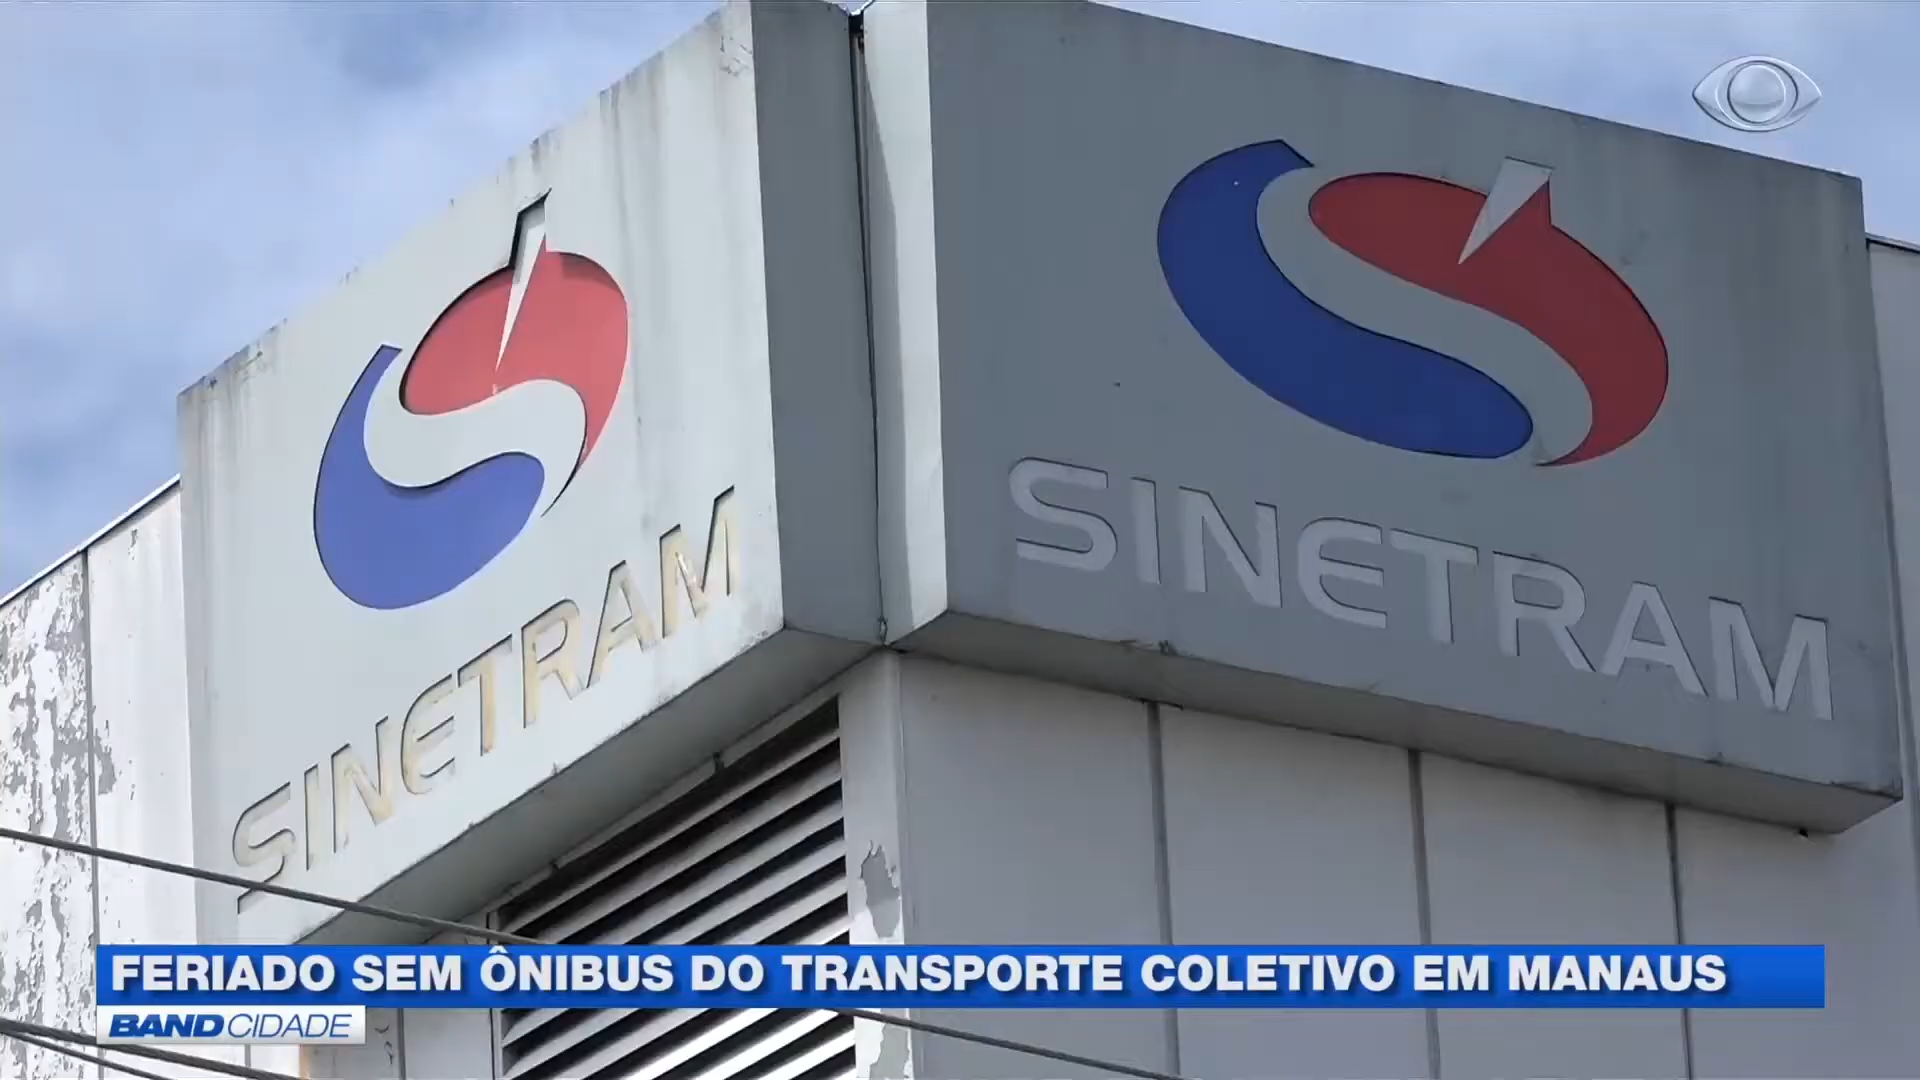 SINETRAM
SINETRAM
FERIADO SEM ÔNIBUS DO TRANSPORTE COLETIVO EM MANAUS
BAND CIDADE